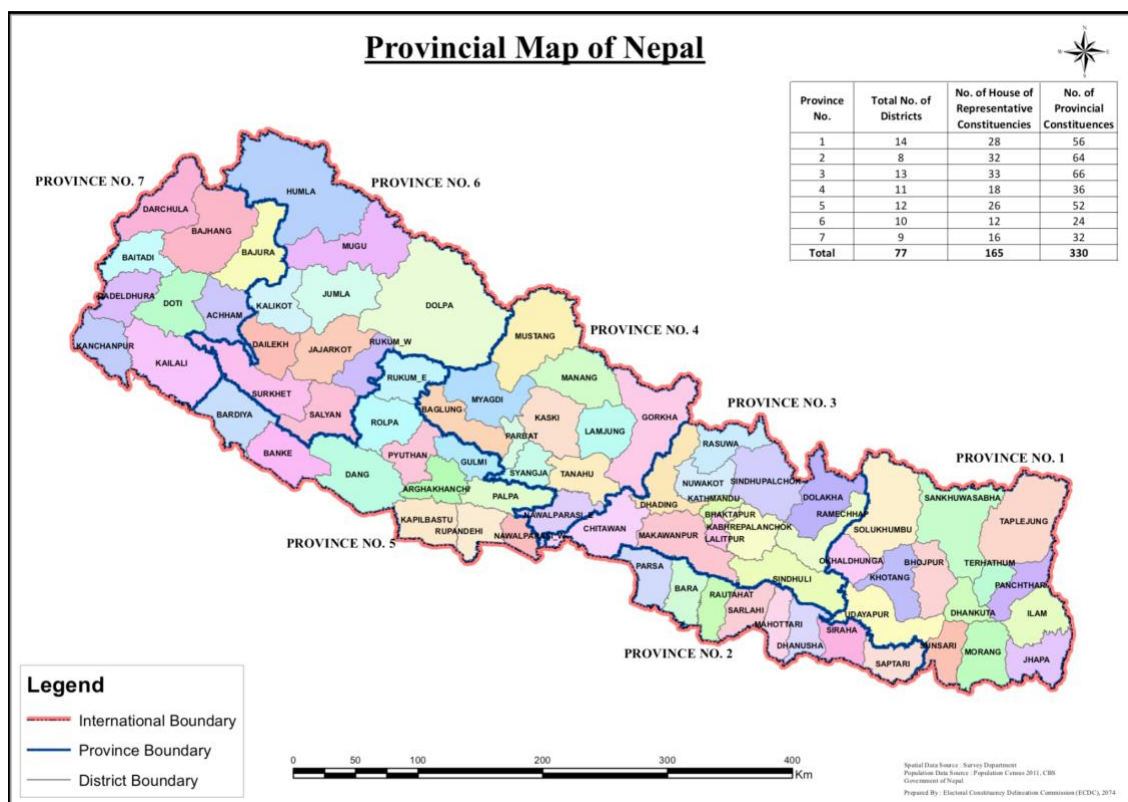 Provincial Map of Nepal
N
W E
S
Province No. Total No. of Districts No. of House of Representative Constituencies No. of Provincial Constituences
1 14 28 56
2 8 32 64
3 13 33 66
4 11 18 36
5 12 26 52
6 10 12 24
7 9 16 32
Total 77 165 330
PROVINCE NO. 7
PROVINCE NO. 6
HUMLA
DARCHULA
BAJHANG
BAJURA
MUGU
BAITADI
DADELDHURA
DOTI
ACHHAM
KALIKOT
JUMLA
DOLPA
KANCHANPUR
KAILALI
DAILEKH
JAJARKOT
RUKUM_W
RUKUM_E
SURKHET
SALYAN
BARDIYA
BANKE
ROLPA
DANG
PYUTHAN
PROVINCE NO. 4
MUSTANG
MANANG
MYAGDI
BAGLUNG
KASKI
GORKHA
PARBAT
LAMJUNG
GULMI
SYANGJA
TANAHU
ARGHAKHANCHI
PALPA
KAPILBASTU
RUPANDEHI
NAWALPARASI_E
NAWALPARASI_W
PROVINCE NO. 5
CHITAWAN
PROVINCE NO. 3
RASUWA
NUWAKOT
SINDHUPALCHOK
DHADING
KATHMANDU
DOLAKHA
BHAKTAPUR
RAMECHHAP
KABHREPALANCHOK
LALITPUR
MAKAWANPUR
SINDHULI
PARSA
BARA
RAUTAHAT
SARLAHI
MAHOTTARI
DHANUSHA
SIRAHA
SAPTARI
PROVINCE NO. 2
PROVINCE NO. 1
SANKHUWASABHA
TAPLEJUNG
SOLUKHUMBU
OKHALDHUNGA
KHOTANG
BHOJPUR
TERHATHUM
PANCHTHAR
DHANKUTA
ILAM
UDAYAPUR
SUNSARI
MORANG
JHAPA
Legend
International Boundary
Province Boundary
District Boundary
0 100 200 300 400
Km
Spatial Data Source : Survey Department
Population Data Source : Population Census 2011, CBS
Government of Nepal
Prepared By : Electoral Constituency Delineation Commission (ECDC), 2074